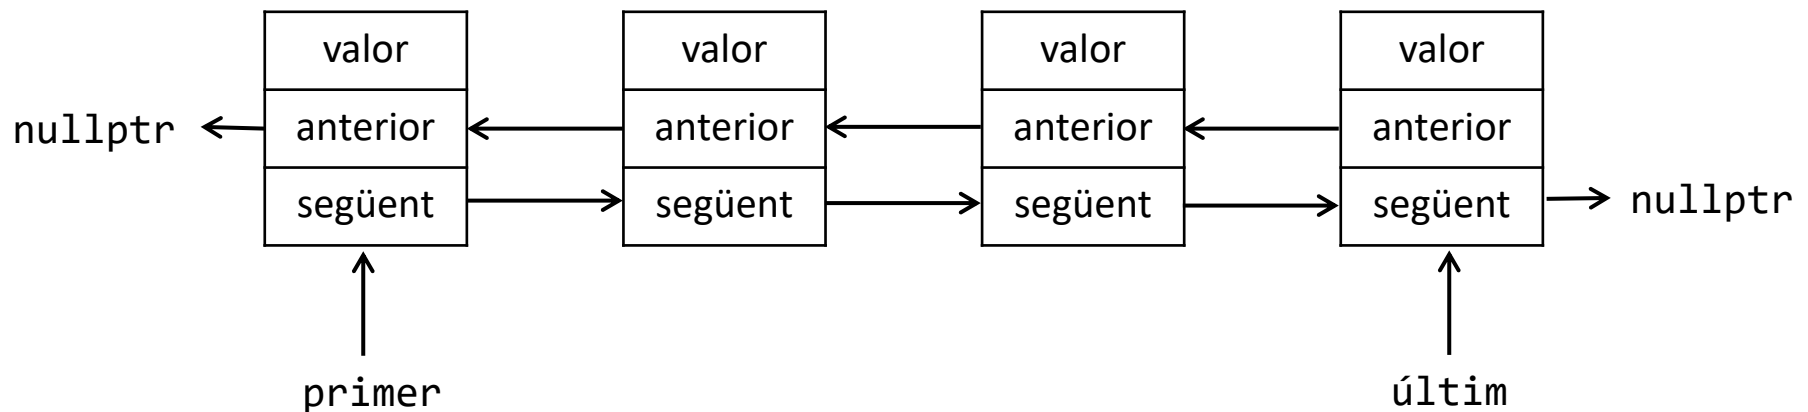 valor valor valor valor
nullptr anterior anterior anterior anterior
següent següent següent següent nullptr
primer últim